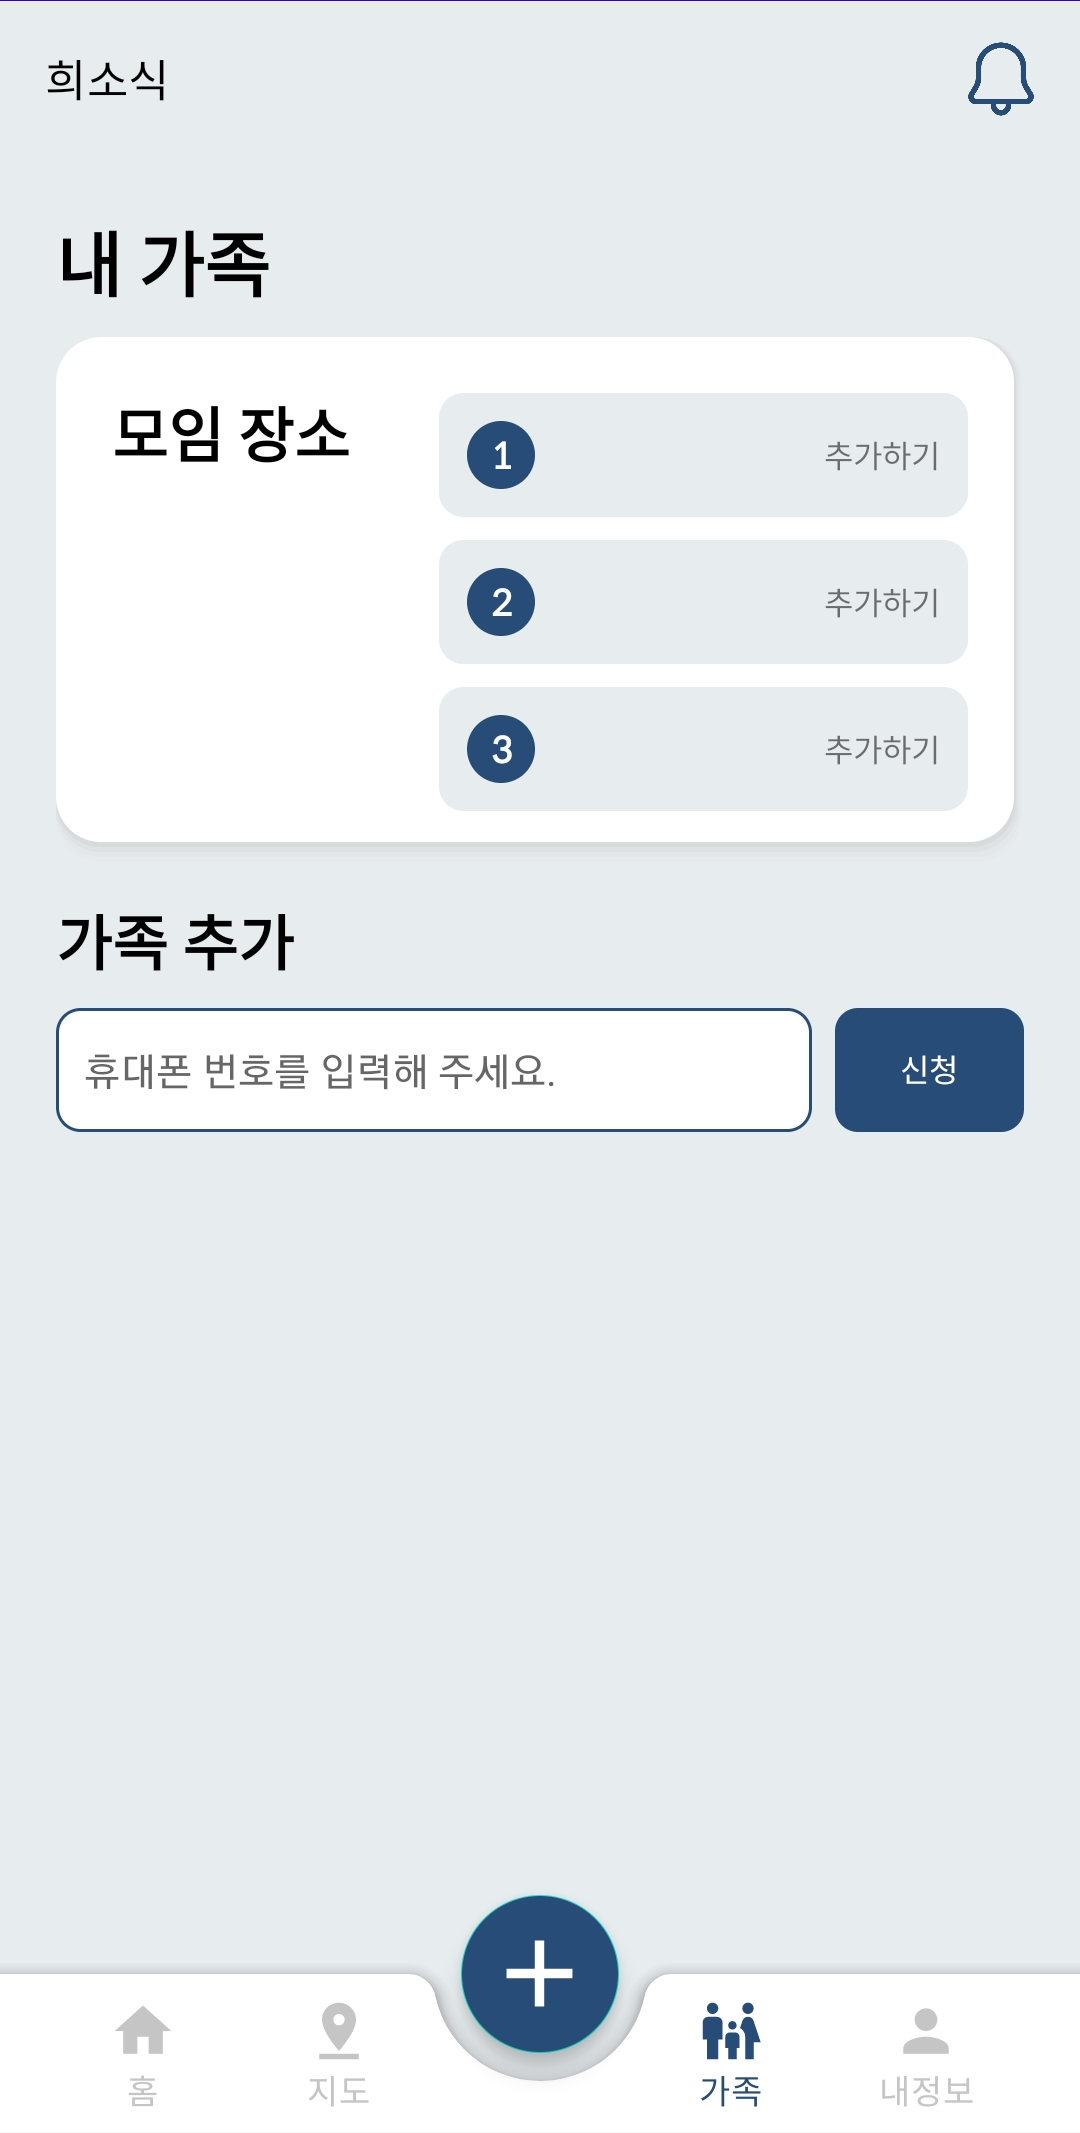 희소식
내 가족
모임 장소
1 추가하기
2 추가하기
3 추가하기
가족 추가
휴대폰 번호를 입력해 주세요. 신청
홈 지도 가족 내정보